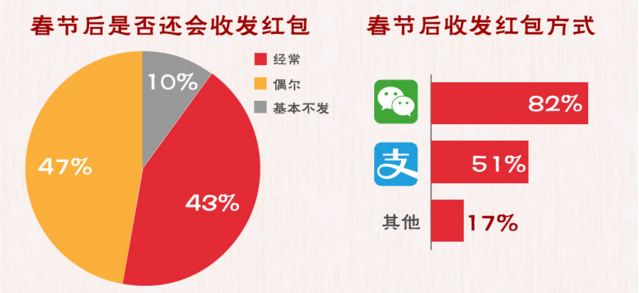 春节后是否还会收发红包
经常
偶尔
基本不发
10%
47%
43%
春节后收发红包方式
82%
支
51%
其他
17%